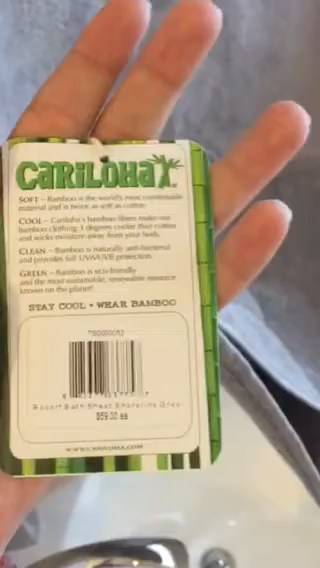 CARILOHA
SOFT – Bamboo is the world's most comfortable
material and is twice as soft as cotton.
COOL – Cariloha's bamboo fibers make our
bamboo clothing 3 degrees cooler than cotton
and wicks moisture away from your body.
CLEAN – Bamboo is naturally anti-bacterial
and provides full UVA/UVB protection.
GREEN – Bamboo is eco-friendly
and the most sustainable, renewable resource
known on the planet!
STAY COOL • WEAR BAMBOO
Resort Bath Sheet Shoreline Grey
$59.00 ea
WWW.CARILOHA.COM